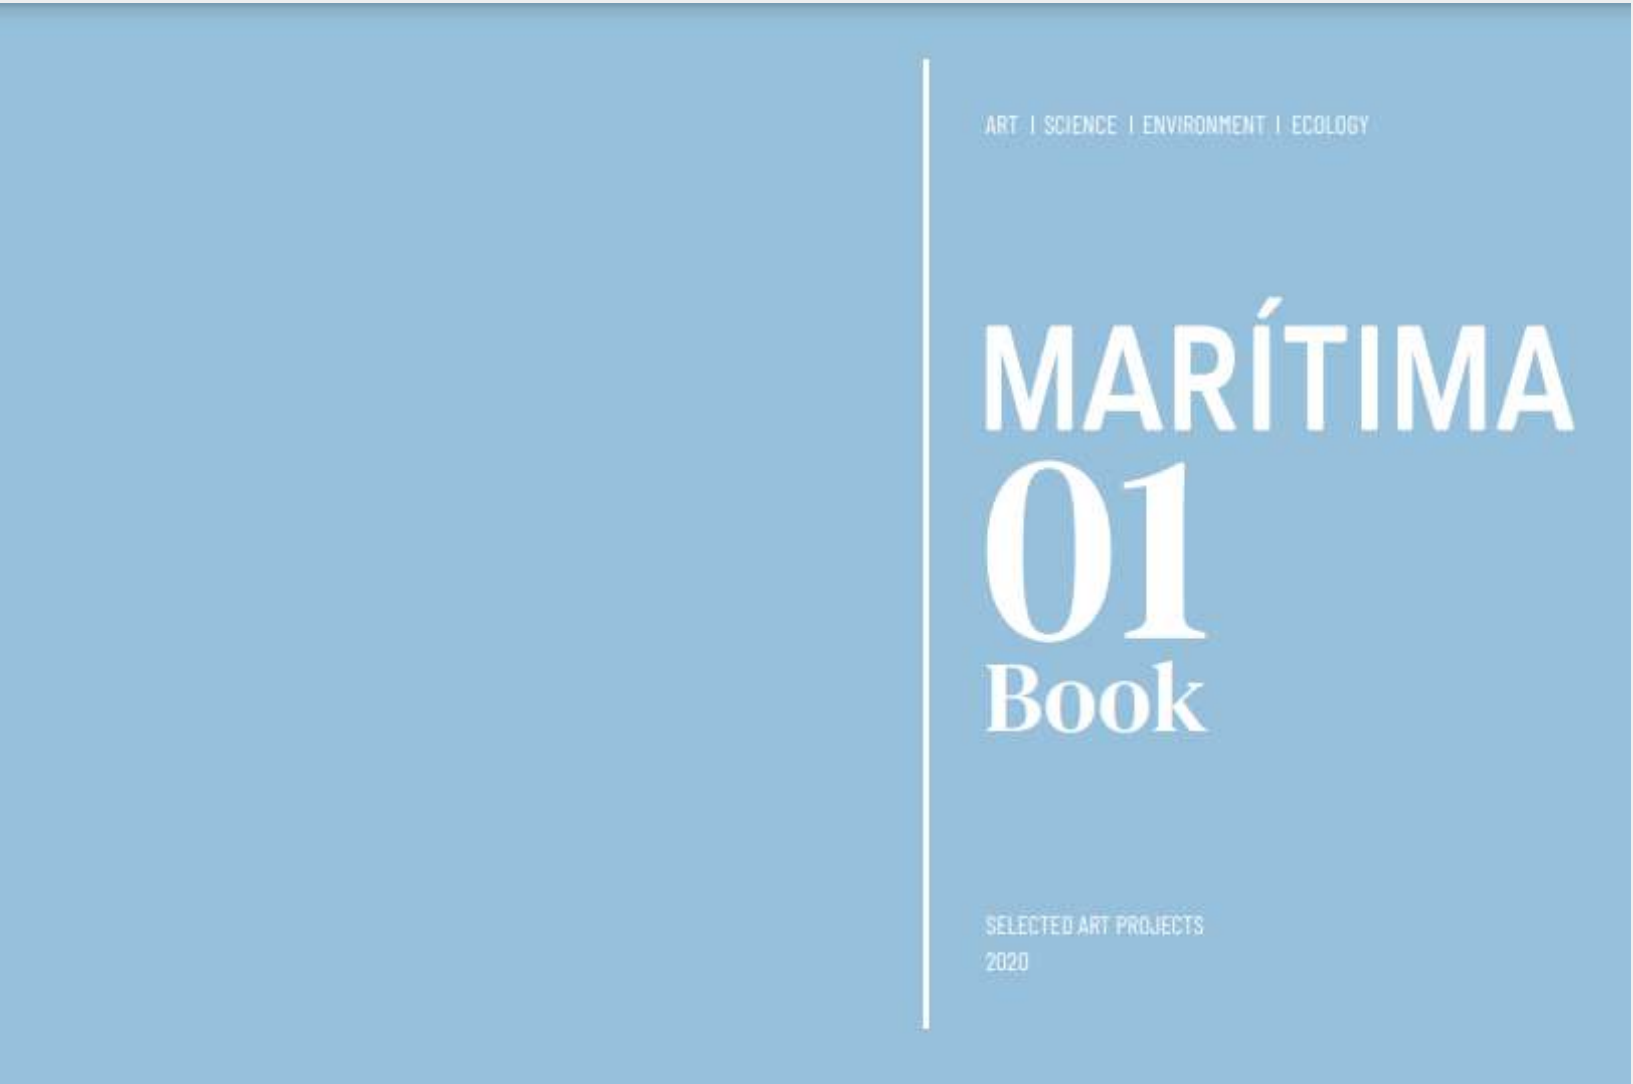 ART | SCIENCE | ENVIRONMENT | ECOLOGY
MARÍTIMA
01
Book
SELECTED ART PROJECTS
2020